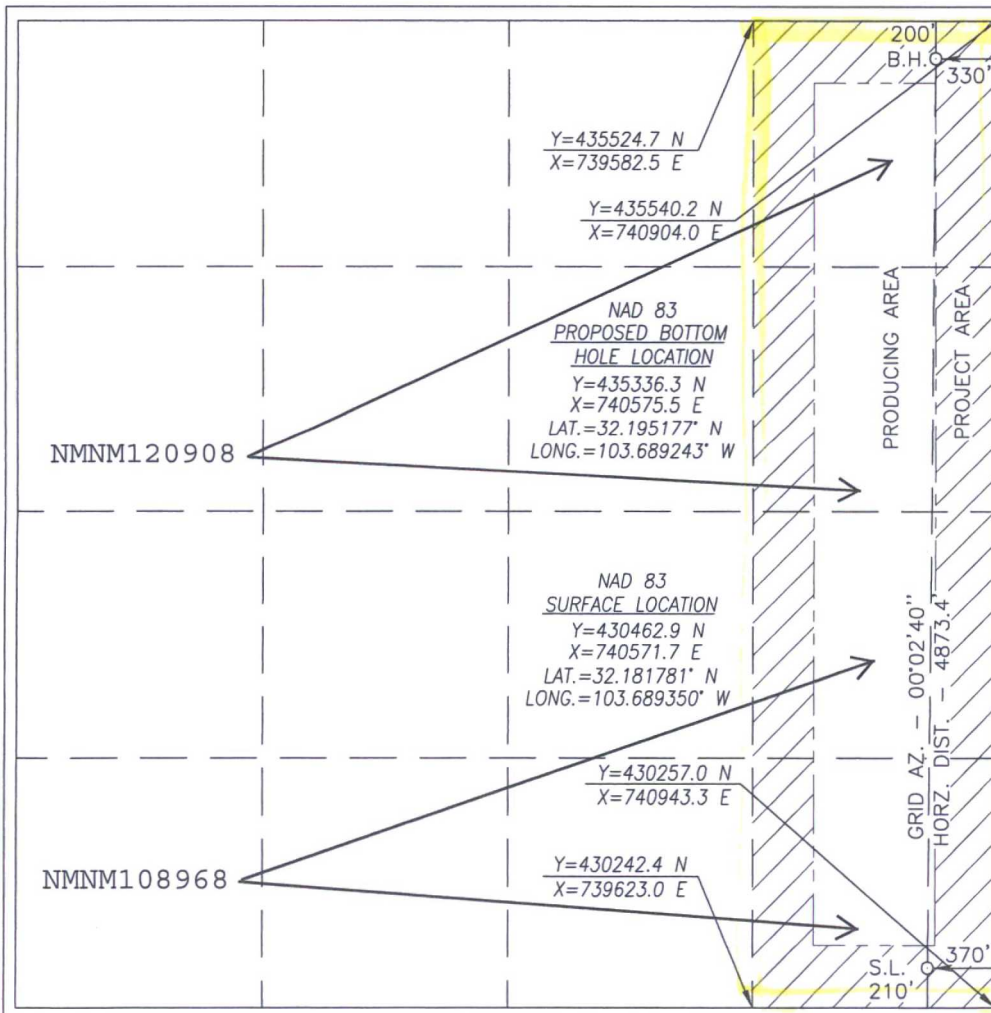 200'
B.H.
330'
Y=435524.7 N
X=739582.5 E
Y=435540.2 N
X=740904.0 E
NAD 83
PROPOSED BOTTOM
HOLE LOCATION
Y=435336.3 N
X=740575.5 E
LAT.=32.195177° N
LONG.=103.689243° W
PRODUCING AREA
PROJECT AREA
NMNM120908
NAD 83
SURFACE LOCATION
Y=430462.9 N
X=740571.7 E
LAT.=32.181781° N
LONG.=103.689350° W
GRID AZ. - 00°02'40"
HORZ. DIST. - 4873.4'
Y=430257.0 N
X=740943.3 E
NMNM108968
Y=430242.4 N
X=739623.0 E
S.L.
370'
210'